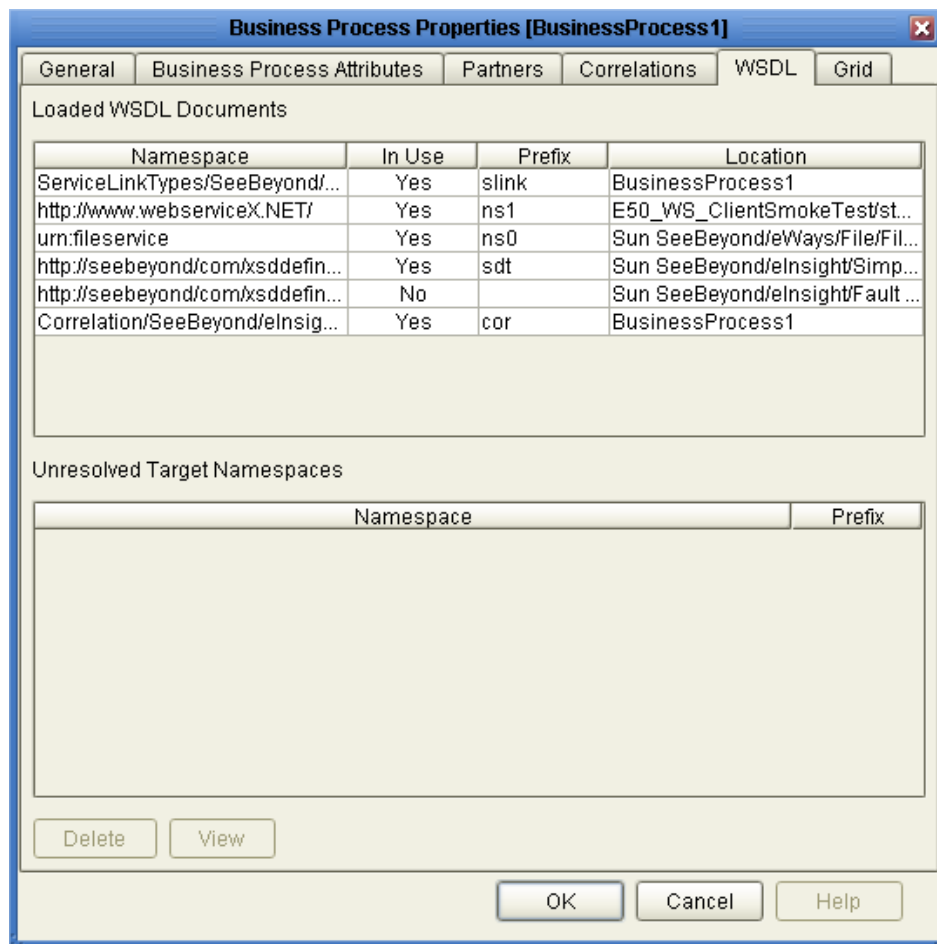 Business Process Properties [BusinessProcess1]
General Business Process Attributes Partners Correlations WSDL Grid
Loaded WSDL Documents
Namespace In Use Prefix Location
ServiceLinkTypes/SeeBeyond/... Yes slink BusinessProcess1
http://www.webserviceX.NET/ Yes ns1 E50_WS_ClientSmokeTest/st...
urn:fileservice Yes ns0 Sun SeeBeyond/eWays/File/Fil...
http://seebeyond/com/xsddefin... Yes sdt Sun SeeBeyond/eInsight/Simp...
http://seebeyond/com/xsddefin... No Sun SeeBeyond/eInsight/Fault ...
Correlation/SeeBeyond/eInsig... Yes cor BusinessProcess1
Unresolved Target Namespaces
Namespace Prefix
Delete View
OK Cancel Help